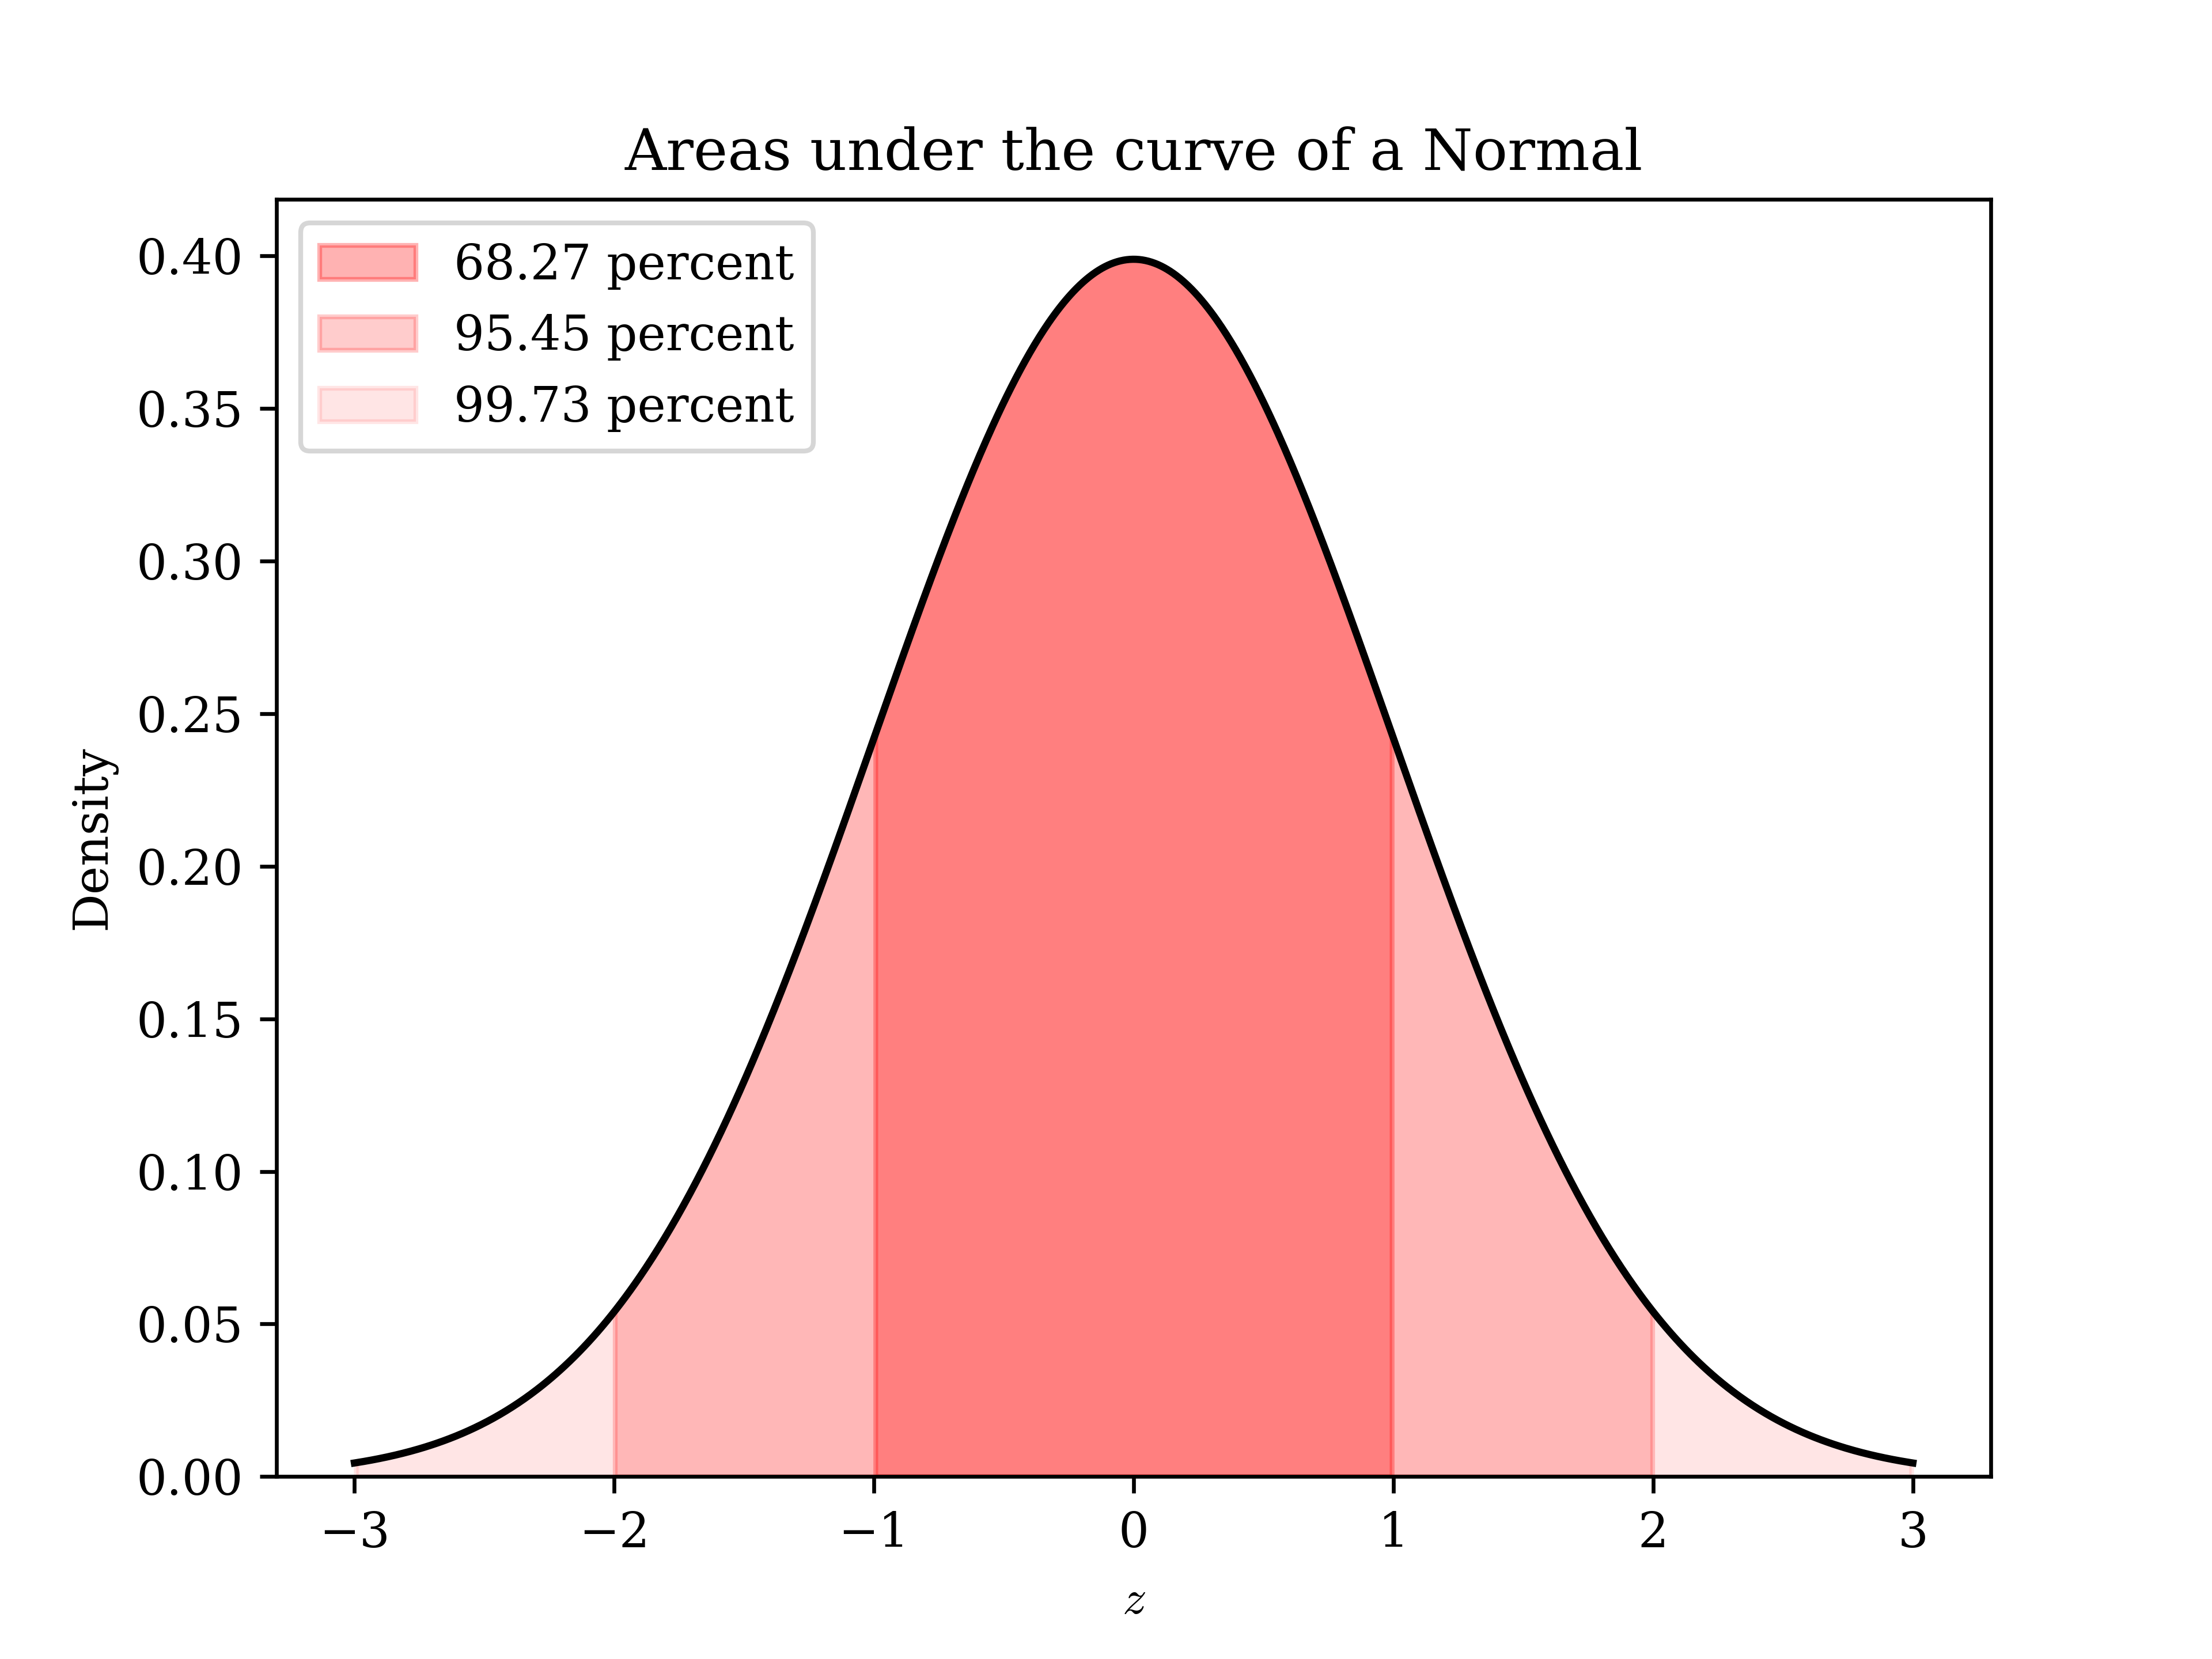 Areas under the curve of a Normal
68.27 percent
95.45 percent
99.73 percent
0.40
0.35
0.30
0.25
0.20
0.15
0.10
0.05
0.00
Density
−3 −2 −1 0 1 2 3
z